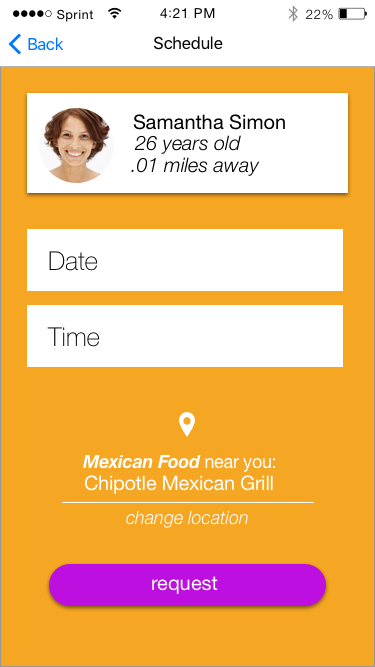 Sprint 4:21 PM 22%
Back Schedule
Samantha Simon
26 years old
.01 miles away
Date
Time
Mexican Food near you:
Chipotle Mexican Grill
change location
request